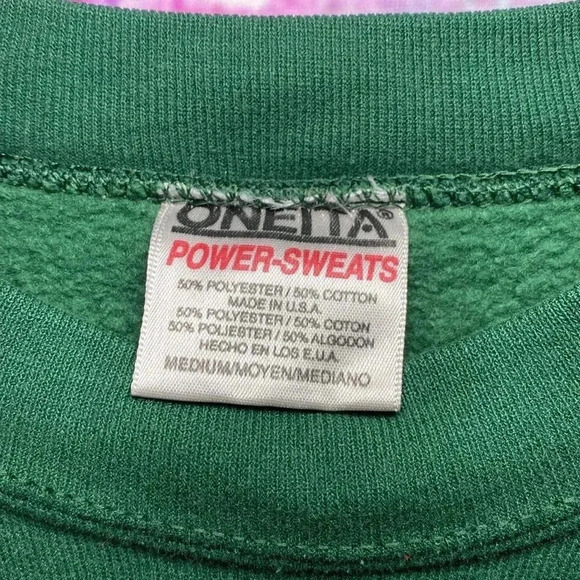 ONEITA®
POWER-SWEATS
50% POLYESTER / 50% COTTON
MADE IN U.S.A.
50% POLYESTER / 50% COTON
50% POLIESTER / 50% ALGODON
HECHO EN LOS E.U.A.
MEDIUM/MOYEN/MEDIANO